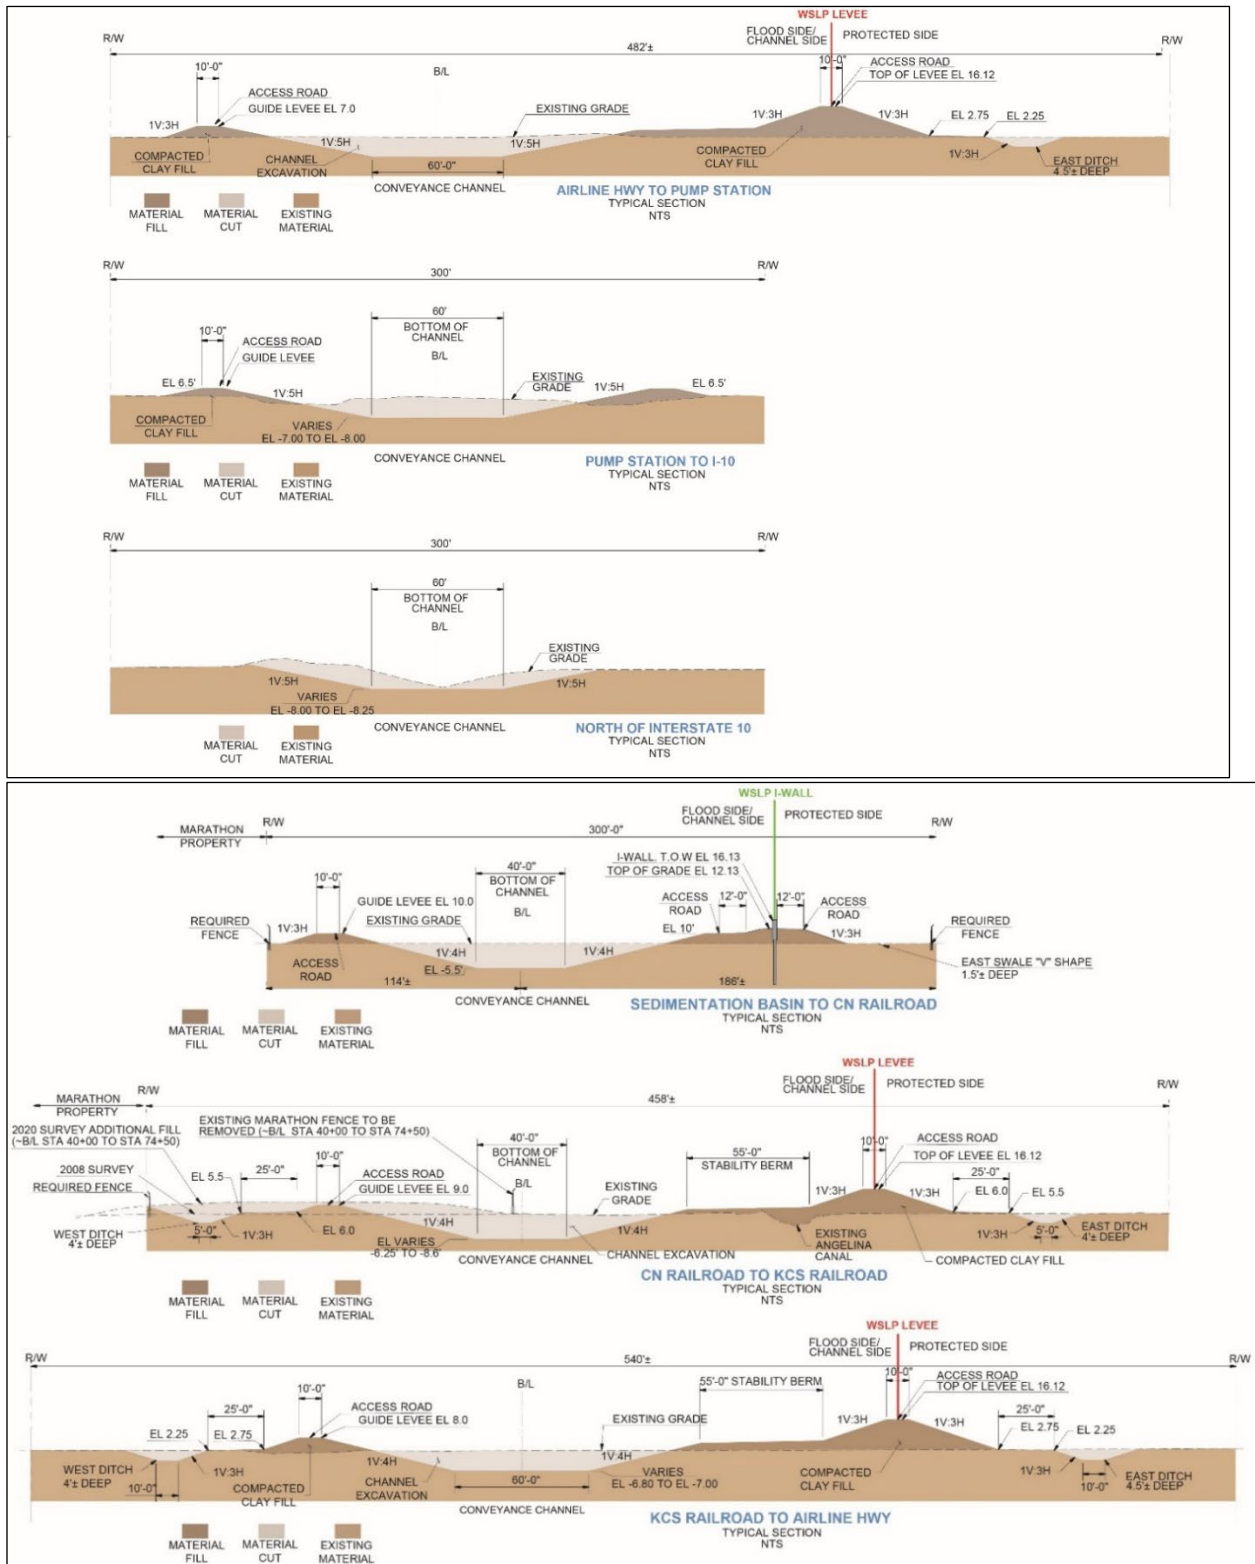 WSLP LEVEE
FLOOD SIDE/ PROTECTED SIDE
CHANNEL SIDE
R/W
R/W
482'±
10'-0"
B/L
10'-0"
ACCESS ROAD
TOP OF LEVEE EL 16.12
ACCESS ROAD
GUIDE LEVEE EL 7.0
EXISTING GRADE
1V:3H
1V:3H
1V:3H
EL 2.75
EL 2.25
1V:5H
1V:5H
COMPACTED
CLAY FILL
CHANNEL
EXCAVATION
60'-0"
COMPACTED
CLAY FILL
1V:3H
EAST DITCH
4.5'± DEEP
CONVEYANCE CHANNEL
AIRLINE HWY TO PUMP STATION
TYPICAL SECTION
NTS
MATERIAL
FILL
MATERIAL
CUT
EXISTING
MATERIAL
R/W
R/W
300'
60'
BOTTOM OF
CHANNEL
B/L
10'-0"
ACCESS ROAD
GUIDE LEVEE
EL 6.5'
EXISTING
GRADE
1V:5H
EL 6.5'
1V:5H
COMPACTED
CLAY FILL
VARIES
EL -7.00 TO EL -8.00
CONVEYANCE CHANNEL
PUMP STATION TO I-10
TYPICAL SECTION
NTS
MATERIAL
FILL
MATERIAL
CUT
EXISTING
MATERIAL
R/W
R/W
300'
60'
BOTTOM OF
CHANNEL
B/L
EXISTING
GRADE
1V:5H
1V:5H
VARIES
EL -8.00 TO EL -8.25
CONVEYANCE CHANNEL
NORTH OF INTERSTATE 10
TYPICAL SECTION
NTS
MATERIAL
CUT
EXISTING
MATERIAL
WSLP I-WALL
FLOOD SIDE/ PROTECTED SIDE
CHANNEL SIDE
MARATHON
PROPERTY
R/W
R/W
300'-0"
I-WALL. T.O.W EL 16.13
TOP OF GRADE EL 12.13
40'-0"
BOTTOM OF
CHANNEL
B/L
10'-0"
GUIDE LEVEE EL 10.0
EXISTING GRADE
ACCESS
ROAD
12'-0"
12'-0"
ACCESS
ROAD
REQUIRED
FENCE
1V:3H
EL 10'
1V:3H
REQUIRED
FENCE
1V:4H
1V:4H
ACCESS
ROAD
EL -5.5'
EAST SWALE "V" SHAPE
1.5'± DEEP
114'±
186'±
CONVEYANCE CHANNEL
SEDIMENTATION BASIN TO CN RAILROAD
TYPICAL SECTION
NTS
MATERIAL
FILL
MATERIAL
CUT
EXISTING
MATERIAL
WSLP LEVEE
FLOOD SIDE/ PROTECTED SIDE
CHANNEL SIDE
MARATHON
PROPERTY
R/W
R/W
458'±
2020 SURVEY ADDITIONAL FILL
(~B/L STA 40+00 TO STA 74+50)
EXISTING MARATHON FENCE TO BE
REMOVED (~B/L STA 40+00 TO STA 74+50)
40'-0"
BOTTOM OF
CHANNEL
B/L
10'-0"
ACCESS ROAD
TOP OF LEVEE EL 16.12
2008 SURVEY
EL 5.5
25'-0"
10'-0"
ACCESS ROAD
GUIDE LEVEE EL 9.0
55'-0"
STABILITY BERM
25'-0"
REQUIRED FENCE
EXISTING
GRADE
1V:3H
1V:3H
EL 6.0
EL 5.5
WEST DITCH
4'± DEEP
5'-0"
1V:3H
EL 6.0
1V:4H
1V:4H
EL VARIES
-6.25' TO -8.6'
CHANNEL EXCAVATION
EXISTING
ANGELINA
CANAL
1V:3H
5'-0"
EAST DITCH
4'± DEEP
COMPACTED CLAY FILL
CONVEYANCE CHANNEL
CN RAILROAD TO KCS RAILROAD
TYPICAL SECTION
NTS
MATERIAL
FILL
MATERIAL
CUT
EXISTING
MATERIAL
WSLP LEVEE
FLOOD SIDE/ PROTECTED SIDE
CHANNEL SIDE
R/W
R/W
540'±
10'-0"
B/L
55'-0" STABILITY BERM
10'-0"
ACCESS ROAD
TOP OF LEVEE EL 16.12
25'-0"
ACCESS ROAD
GUIDE LEVEE EL 8.0
25'-0"
EL 2.25
EL 2.75
EXISTING GRADE
1V:3H
1V:3H
EL 2.75
EL 2.25
WEST DITCH
4'± DEEP
1V:3H
1V:4H
1V:4H
10'-0"
COMPACTED
CLAY FILL
CHANNEL
EXCAVATION
60'-0"
VARIES
EL -6.80 TO EL -7.00
COMPACTED
CLAY FILL
1V:3H
10'-0"
EAST DITCH
4.5'± DEEP
CONVEYANCE CHANNEL
KCS RAILROAD TO AIRLINE HWY
TYPICAL SECTION
NTS
MATERIAL
FILL
MATERIAL
CUT
EXISTING
MATERIAL